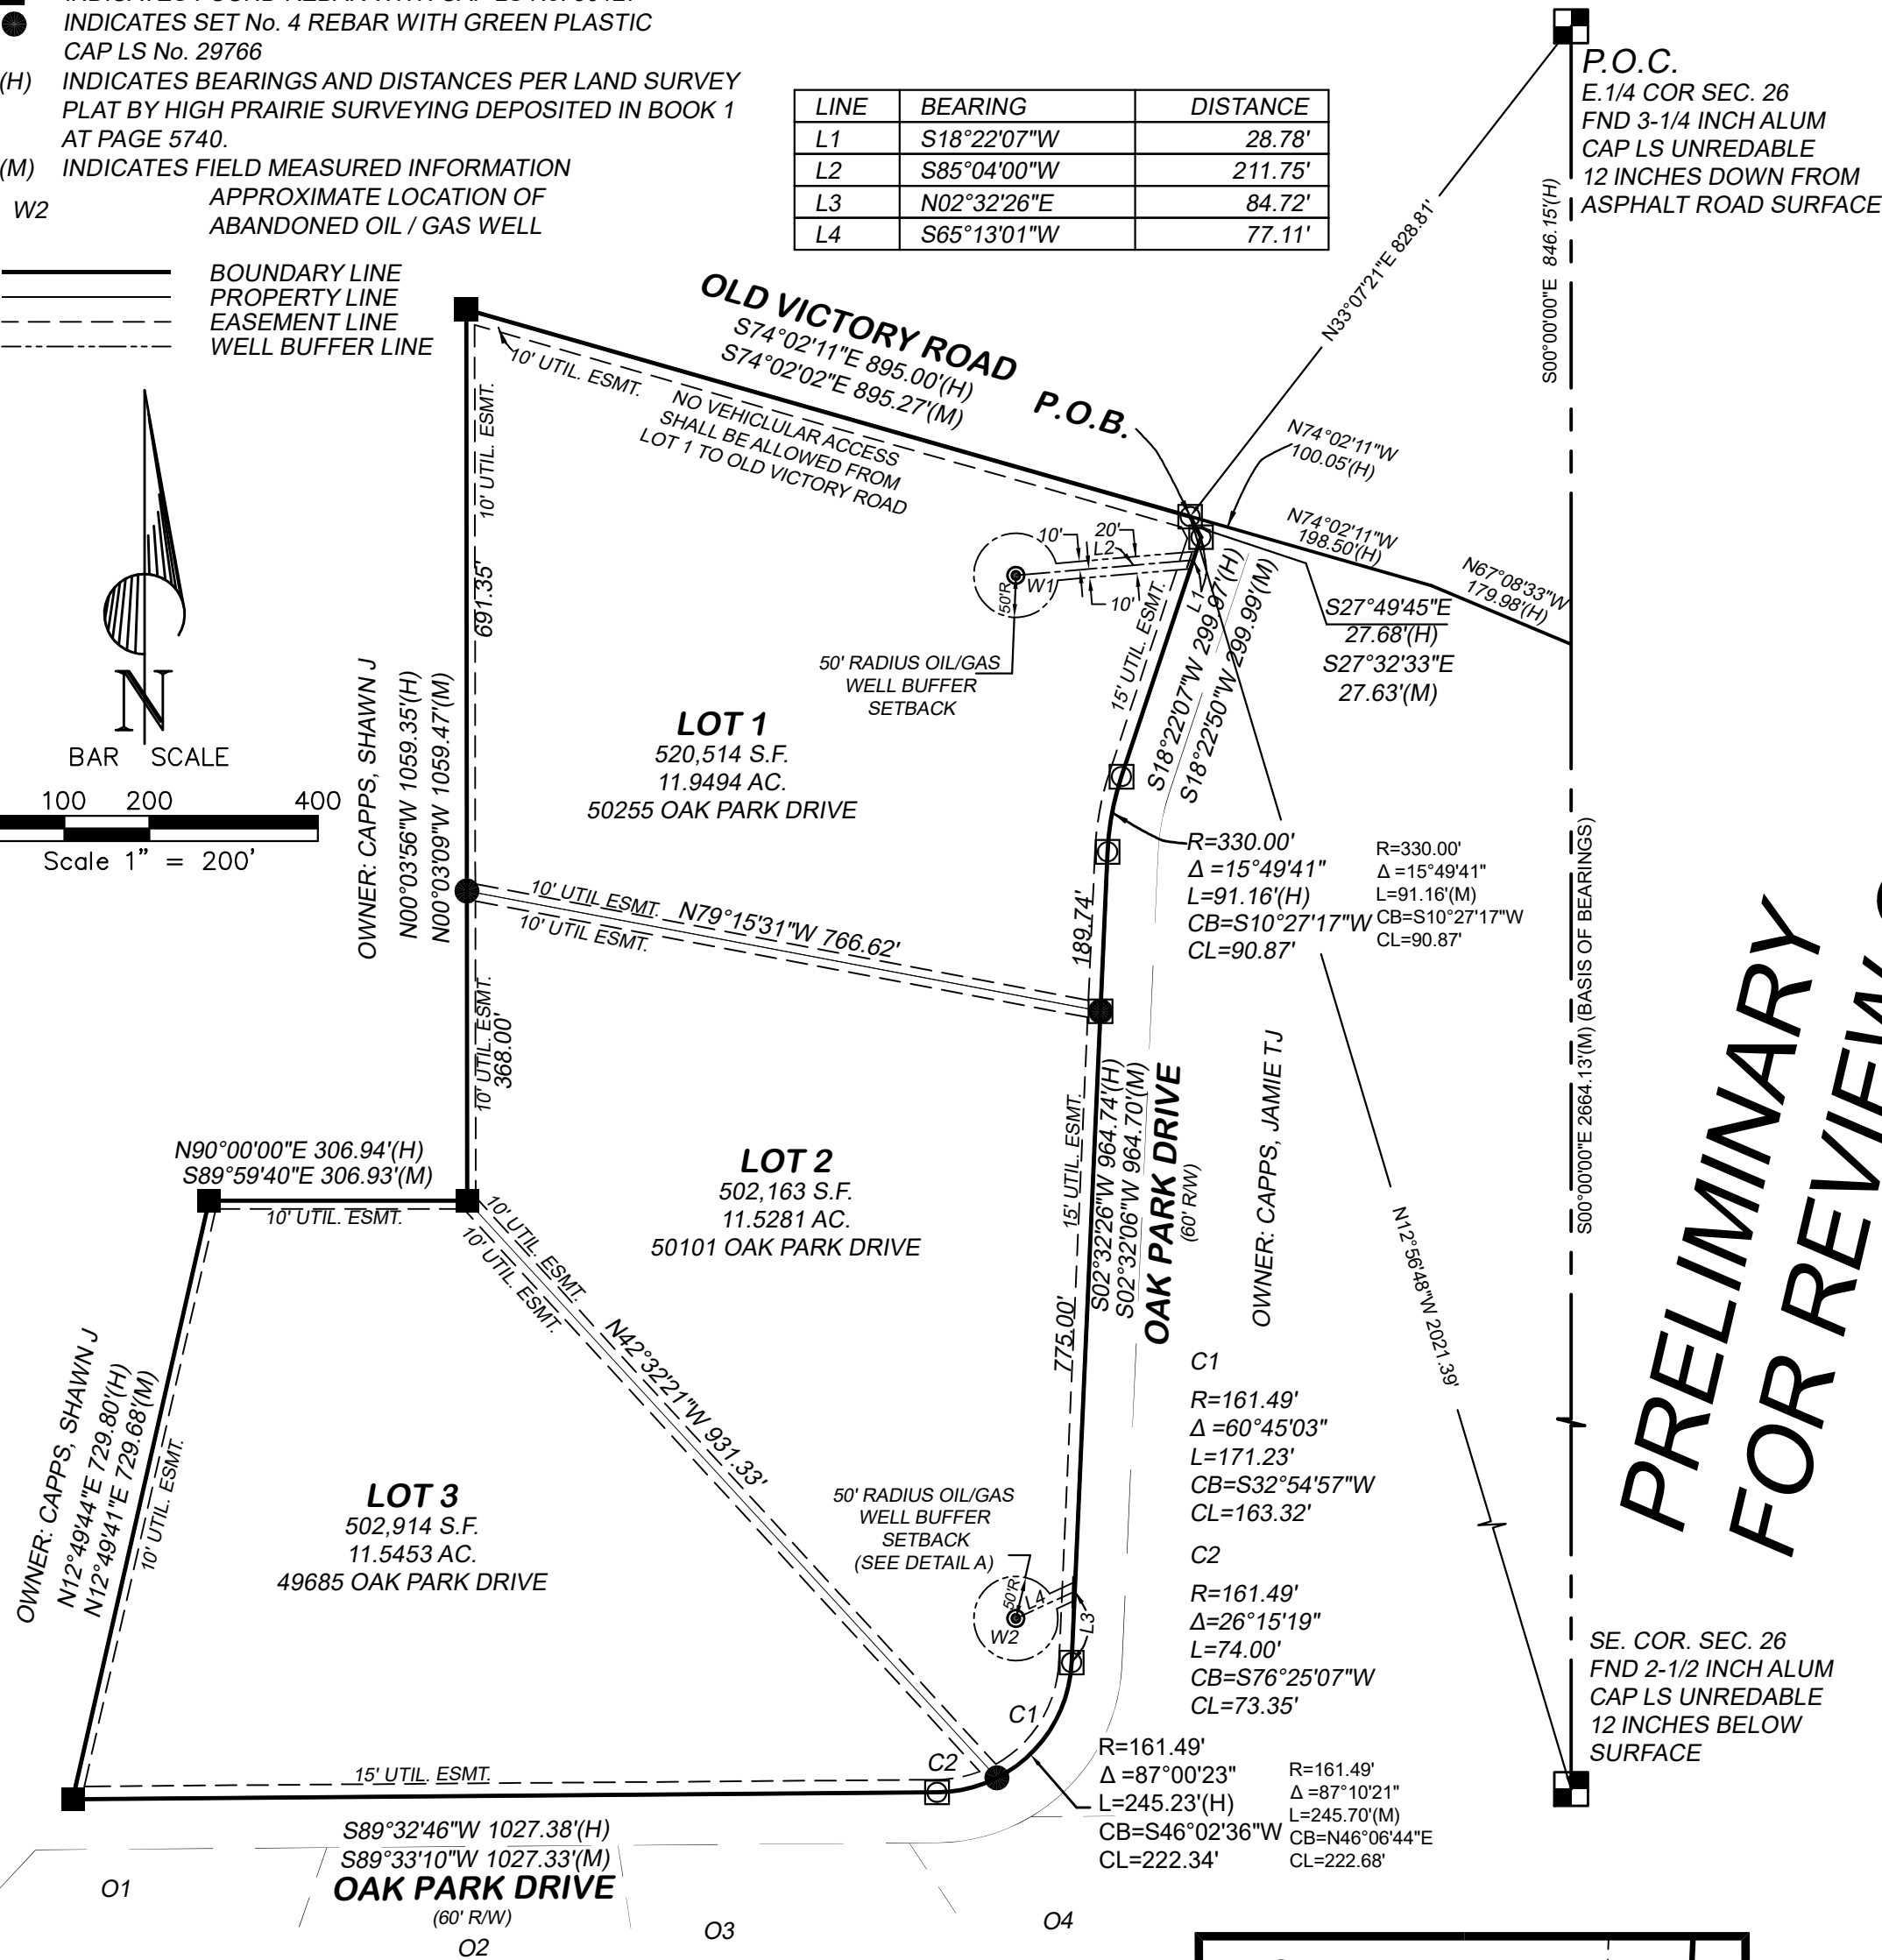 INDICATES SET No. 4 REBAR WITH GREEN PLASTIC
CAP LS No. 29766
(H) INDICATES BEARINGS AND DISTANCES PER LAND SURVEY
PLAT BY HIGH PRAIRIE SURVEYING DEPOSITED IN BOOK 1
AT PAGE 5740.
(M) INDICATES FIELD MEASURED INFORMATION
W2 APPROXIMATE LOCATION OF
ABANDONED OIL / GAS WELL
BOUNDARY LINE
PROPERTY LINE
EASEMENT LINE
WELL BUFFER LINE
LINE BEARING DISTANCE
L1 S18°22'07"W 28.78'
L2 S85°04'00"W 211.75'
L3 N02°32'26"E 84.72'
L4 S65°13'01"W 77.11'
P.O.C.
E.1/4 COR SEC. 26
FND 3-1/4 INCH ALUM
CAP LS UNREDABLE
12 INCHES DOWN FROM
ASPHALT ROAD SURFACE
N33°07'21"E 828.81'
S00°00'00"E 846.15'(H)
OLD VICTORY ROAD
S74°02'11"E 895.00'(H)
S74°02'02"E 895.27'(M)
P.O.B.
10' UTIL. ESMT.
NO VEHICLULAR ACCESS
SHALL BE ALLOWED FROM
LOT 1 TO OLD VICTORY ROAD
N74°02'11"W
100.05'(H)
N74°02'11"W
198.50'(H)
N67°08'33"W
179.98'(H)
S27°49'45"E
27.68'(H)
S27°32'33"E
27.63'(M)
10'
20'
L2
W1
10'
50'R
L1
50' RADIUS OIL/GAS
WELL BUFFER
SETBACK
15' UTIL. ESMT.
S18°22'07"W 299.97'(H)
S18°22'50"W 299.99'(M)
N
BAR SCALE
100 200 400
Scale 1" = 200'
10' UTIL. ESMT.
691.35'
OWNER: CAPPS, SHAWN J
N00°03'56"W 1059.35'(H)
N00°03'09"W 1059.47'(M)
LOT 1
520,514 S.F.
11.9494 AC.
50255 OAK PARK DRIVE
R=330.00'
Δ =15°49'41"
L=91.16'(H)
CB=S10°27'17"W
CL=90.87'
R=330.00'
Δ =15°49'41"
L=91.16'(M)
CB=S10°27'17"W
CL=90.87'
10' UTIL ESMT.
N79°15'31"W 766.62'
10' UTIL ESMT.
189.74'
S00°00'00"E 2664.13'(M) (BASIS OF BEARINGS)
PRELIMINARY
FOR REVIEW
10' UTIL. ESMT.
368.00'
N90°00'00"E 306.94'(H)
S89°59'40"E 306.93'(M)
10' UTIL. ESMT.
LOT 2
502,163 S.F.
11.5281 AC.
50101 OAK PARK DRIVE
15' UTIL. ESMT.
775.00'
S02°32'26"W 964.74'(H)
S02°32'06"W 964.70'(M)
OAK PARK DRIVE
(60' R/W)
OWNER: CAPPS, JAMIE TJ
N12°56'48"W 2021.39'
10' UTIL. ESMT.
10' UTIL. ESMT.
N42°32'21"W 931.33'
C1
R=161.49'
Δ =60°45'03"
L=171.23'
CB=S32°54'57"W
CL=163.32'
C2
R=161.49'
Δ=26°15'19"
L=74.00'
CB=S76°25'07"W
CL=73.35'
OWNER: CAPPS, SHAWN J
N12°49'44"E 729.80'(H)
N12°49'41"E 729.68'(M)
10' UTIL. ESMT.
LOT 3
502,914 S.F.
11.5453 AC.
49685 OAK PARK DRIVE
50' RADIUS OIL/GAS
WELL BUFFER
SETBACK
(SEE DETAIL A)
50'R
L4
W2
L3
C1
C2
SE. COR. SEC. 26
FND 2-1/2 INCH ALUM
CAP LS UNREDABLE
12 INCHES BELOW
SURFACE
R=161.49'
Δ =87°00'23"
L=245.23'(H)
CB=S46°02'36"W
CL=222.34'
R=161.49'
Δ =87°10'21"
L=245.70'(M)
CB=N46°06'44"E
CL=222.68'
15' UTIL. ESMT.
S89°32'46"W 1027.38'(H)
S89°33'10"W 1027.33'(M)
OAK PARK DRIVE
(60' R/W)
O1
O2
O3
O4